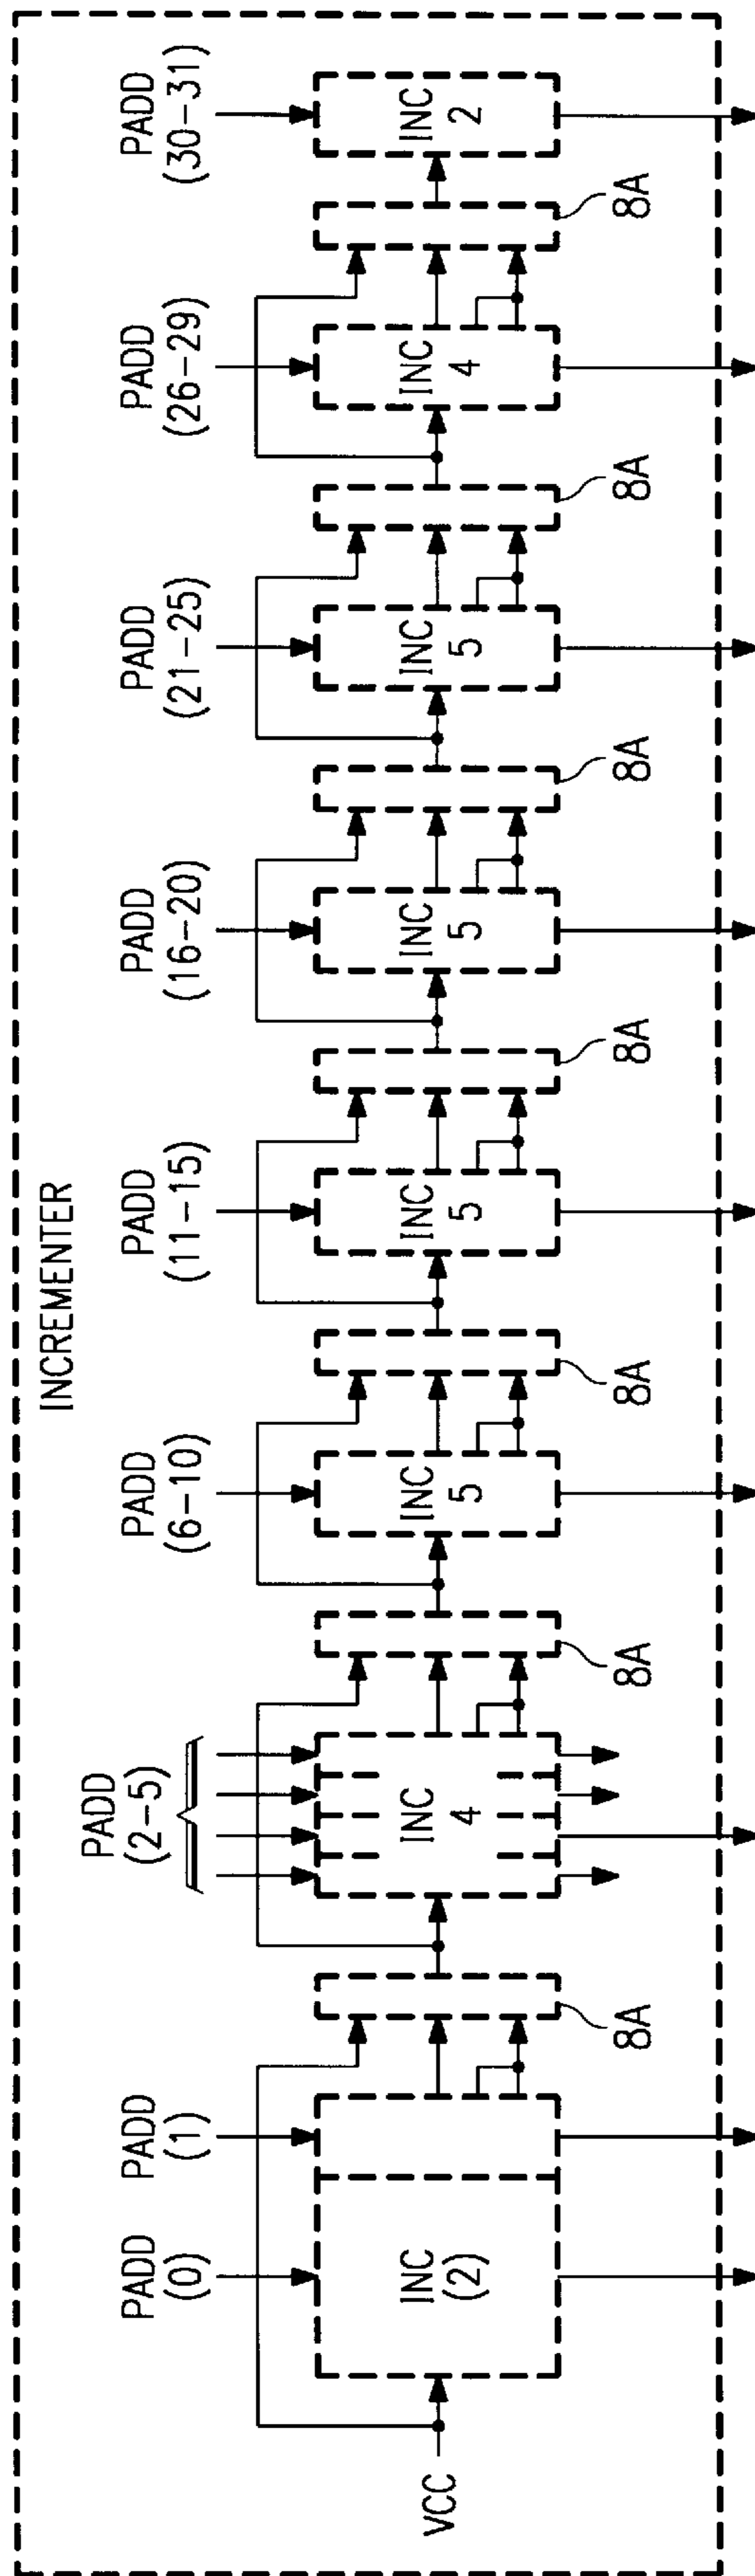 INCREMENTER
PADD
(0)
PADD
(1)
PADD
(2-5)
PADD
(6-10)
PADD
(11-15)
PADD
(16-20)
PADD
(21-25)
PADD
(26-29)
PADD
(30-31)
VCC
INC
(2)
INC
4
INC
5
INC
5
INC
5
INC
5
INC
4
INC
2
8A
8A
8A
8A
8A
8A
8A